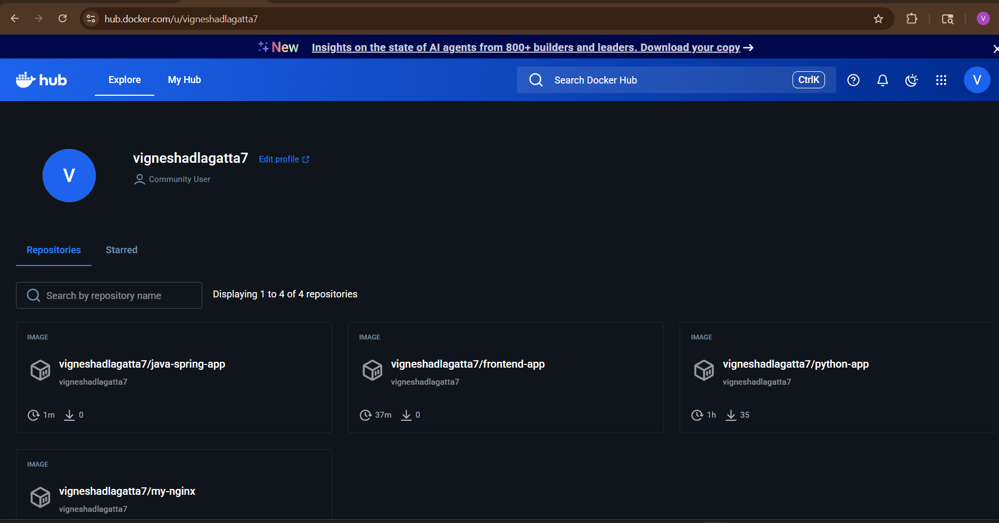 hub.docker.com/u/vigneshadlagatta7
V
New Insights on the state of AI agents from 800+ builders and leaders. Download your copy →
hub Explore My Hub Search Docker Hub CtrlK V
V
vigneshadlagatta7 Edit profile
Community User
Repositories Starred
Search by repository name Displaying 1 to 4 of 4 repositories
IMAGE
vigneshadlagatta7/java-spring-app
vigneshadlagatta7
1m 0
IMAGE
vigneshadlagatta7/frontend-app
vigneshadlagatta7
37m 0
IMAGE
vigneshadlagatta7/python-app
vigneshadlagatta7
1h 35
IMAGE
vigneshadlagatta7/my-nginx
vigneshadlagatta7